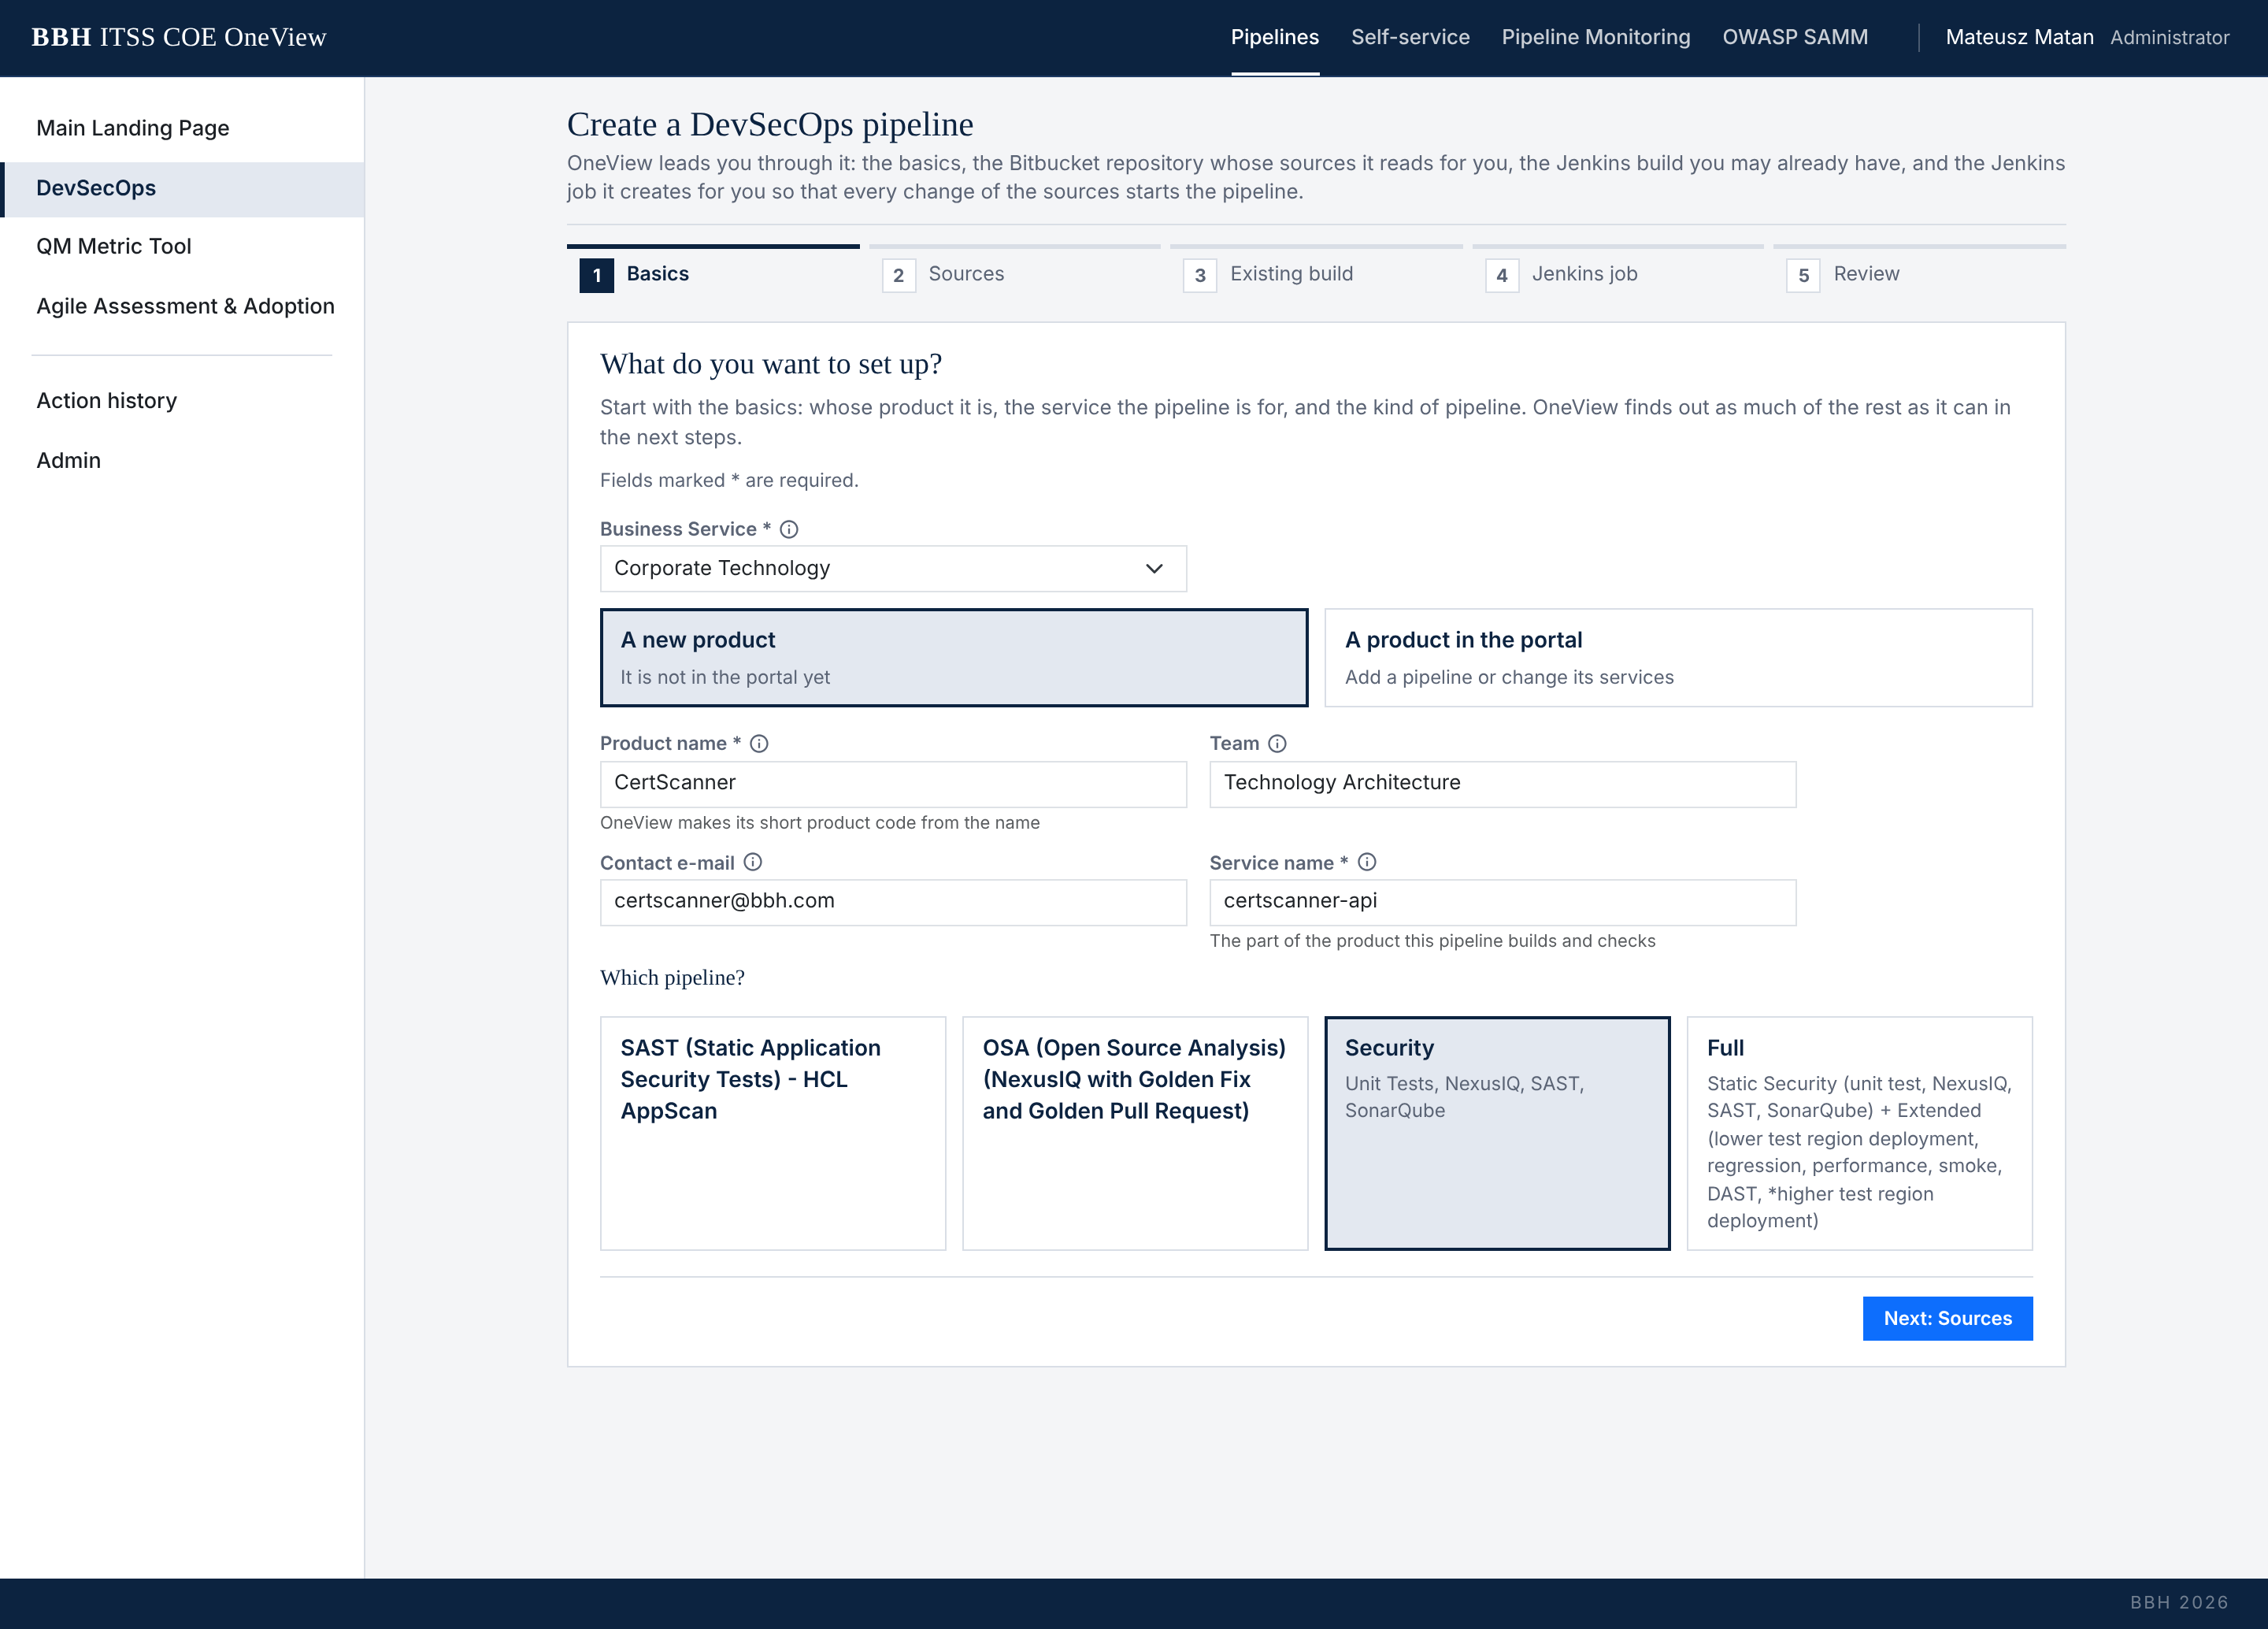 BBH ITSS COE OneView
Pipelines
Self-service
Pipeline Monitoring
OWASP SAMM
Mateusz Matan
Administrator
Main Landing Page
DevSecOps
QM Metric Tool
Agile Assessment & Adoption
Action history
Admin
Create a DevSecOps pipeline
OneView leads you through it: the basics, the Bitbucket repository whose sources it reads for you, the Jenkins build you may already have, and the Jenkins
job it creates for you so that every change of the sources starts the pipeline.
1 Basics
2 Sources
3 Existing build
4 Jenkins job
5 Review
What do you want to set up?
Start with the basics: whose product it is, the service the pipeline is for, and the kind of pipeline. OneView finds out as much of the rest as it can in
the next steps.
Fields marked * are required.
Business Service *
Corporate Technology
A new product
It is not in the portal yet
A product in the portal
Add a pipeline or change its services
Product name *
CertScanner
OneView makes its short product code from the name
Team
Technology Architecture
Contact e-mail
certscanner@bbh.com
Service name *
certscanner-api
The part of the product this pipeline builds and checks
Which pipeline?
SAST (Static Application
Security Tests) - HCL
AppScan
OSA (Open Source Analysis)
(NexusIQ with Golden Fix
and Golden Pull Request)
Security
Unit Tests, NexusIQ, SAST,
SonarQube
Full
Static Security (unit test, NexusIQ,
SAST, SonarQube) + Extended
(lower test region deployment,
regression, performance, smoke,
DAST, *higher test region
deployment)
Next: Sources
BBH 2026